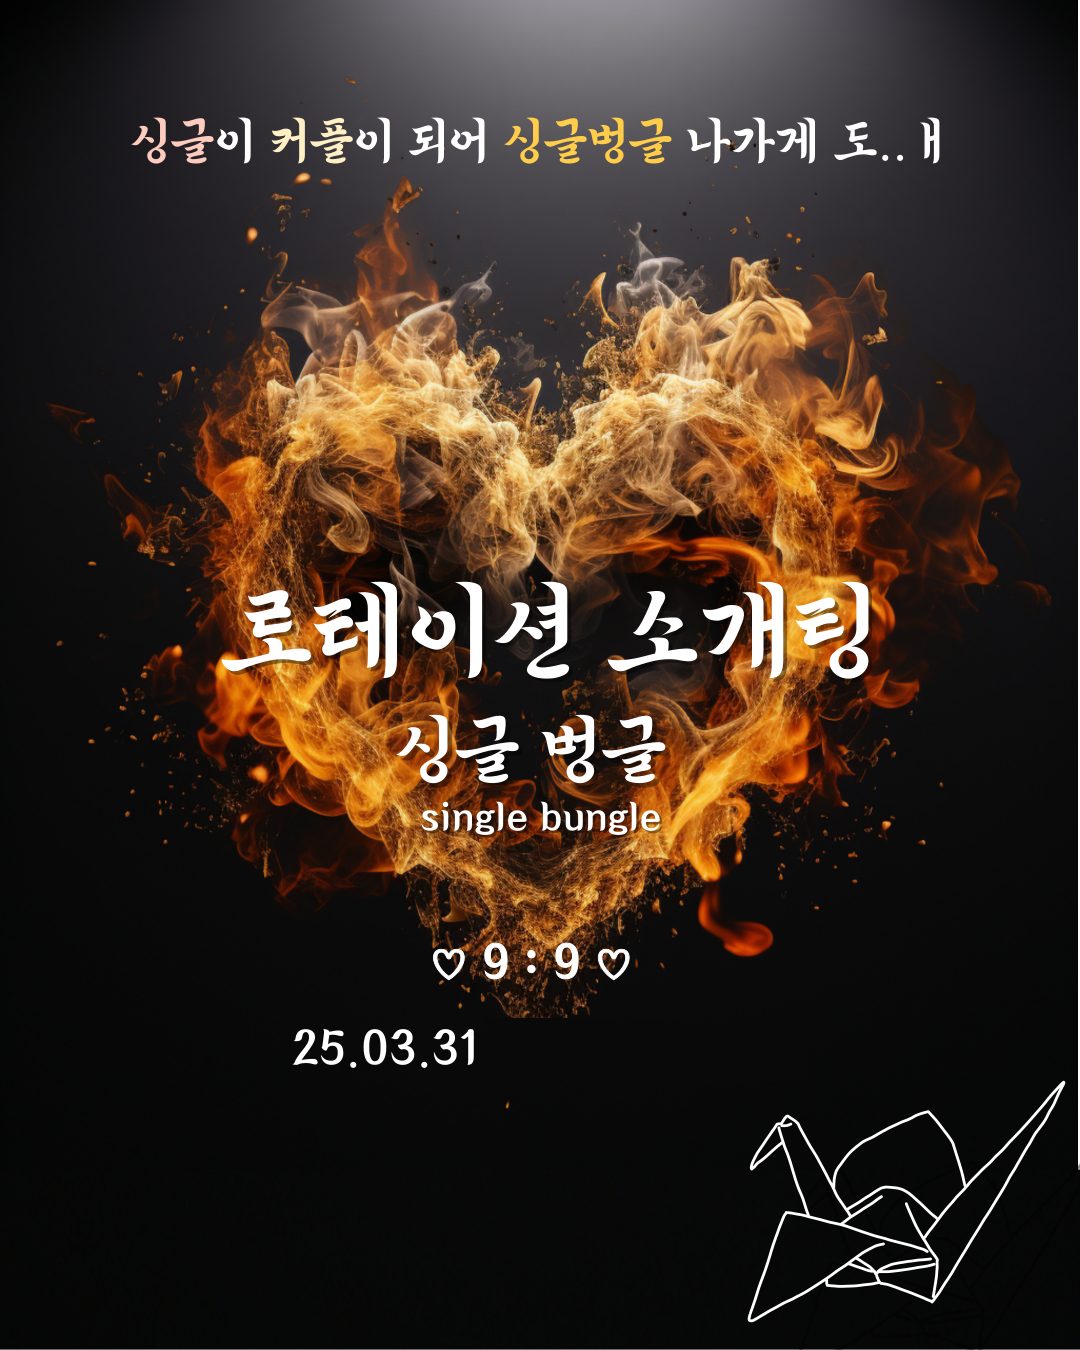 싱글이 커플이 되어 싱글벙글 나가게 도..ㅐ
로테이션 소개팅
싱글 벙글
single bungle
♡ 9 : 9 ♡
25.03.31